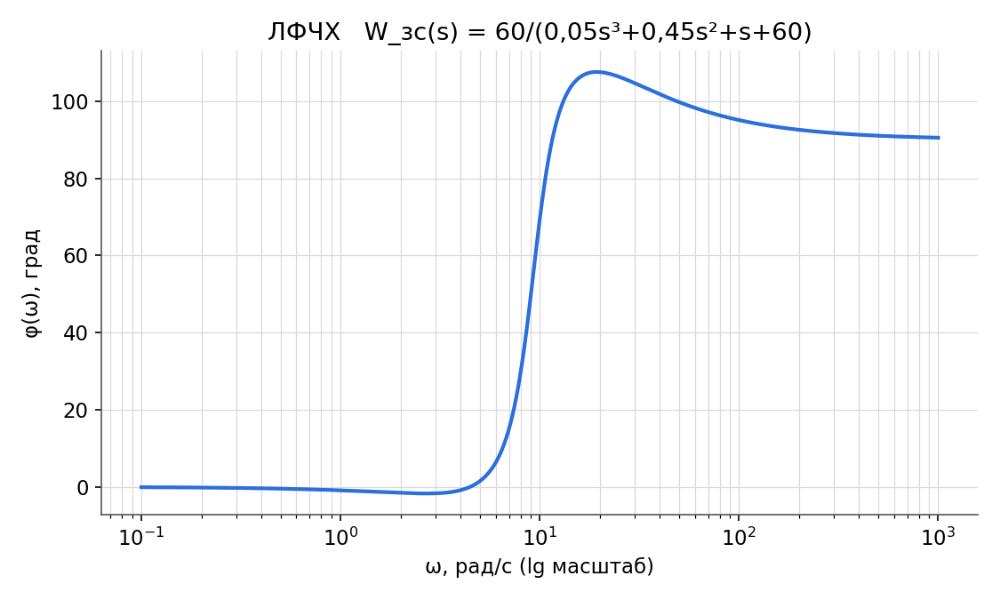 ЛФЧХ   W_зс(s) = 60/(0,05s³+0,45s²+s+60)
φ(ω), град
100
80
60
40
20
0
10⁻¹ 10⁰ 10¹ 10² 10³
ω, рад/с (lg масштаб)